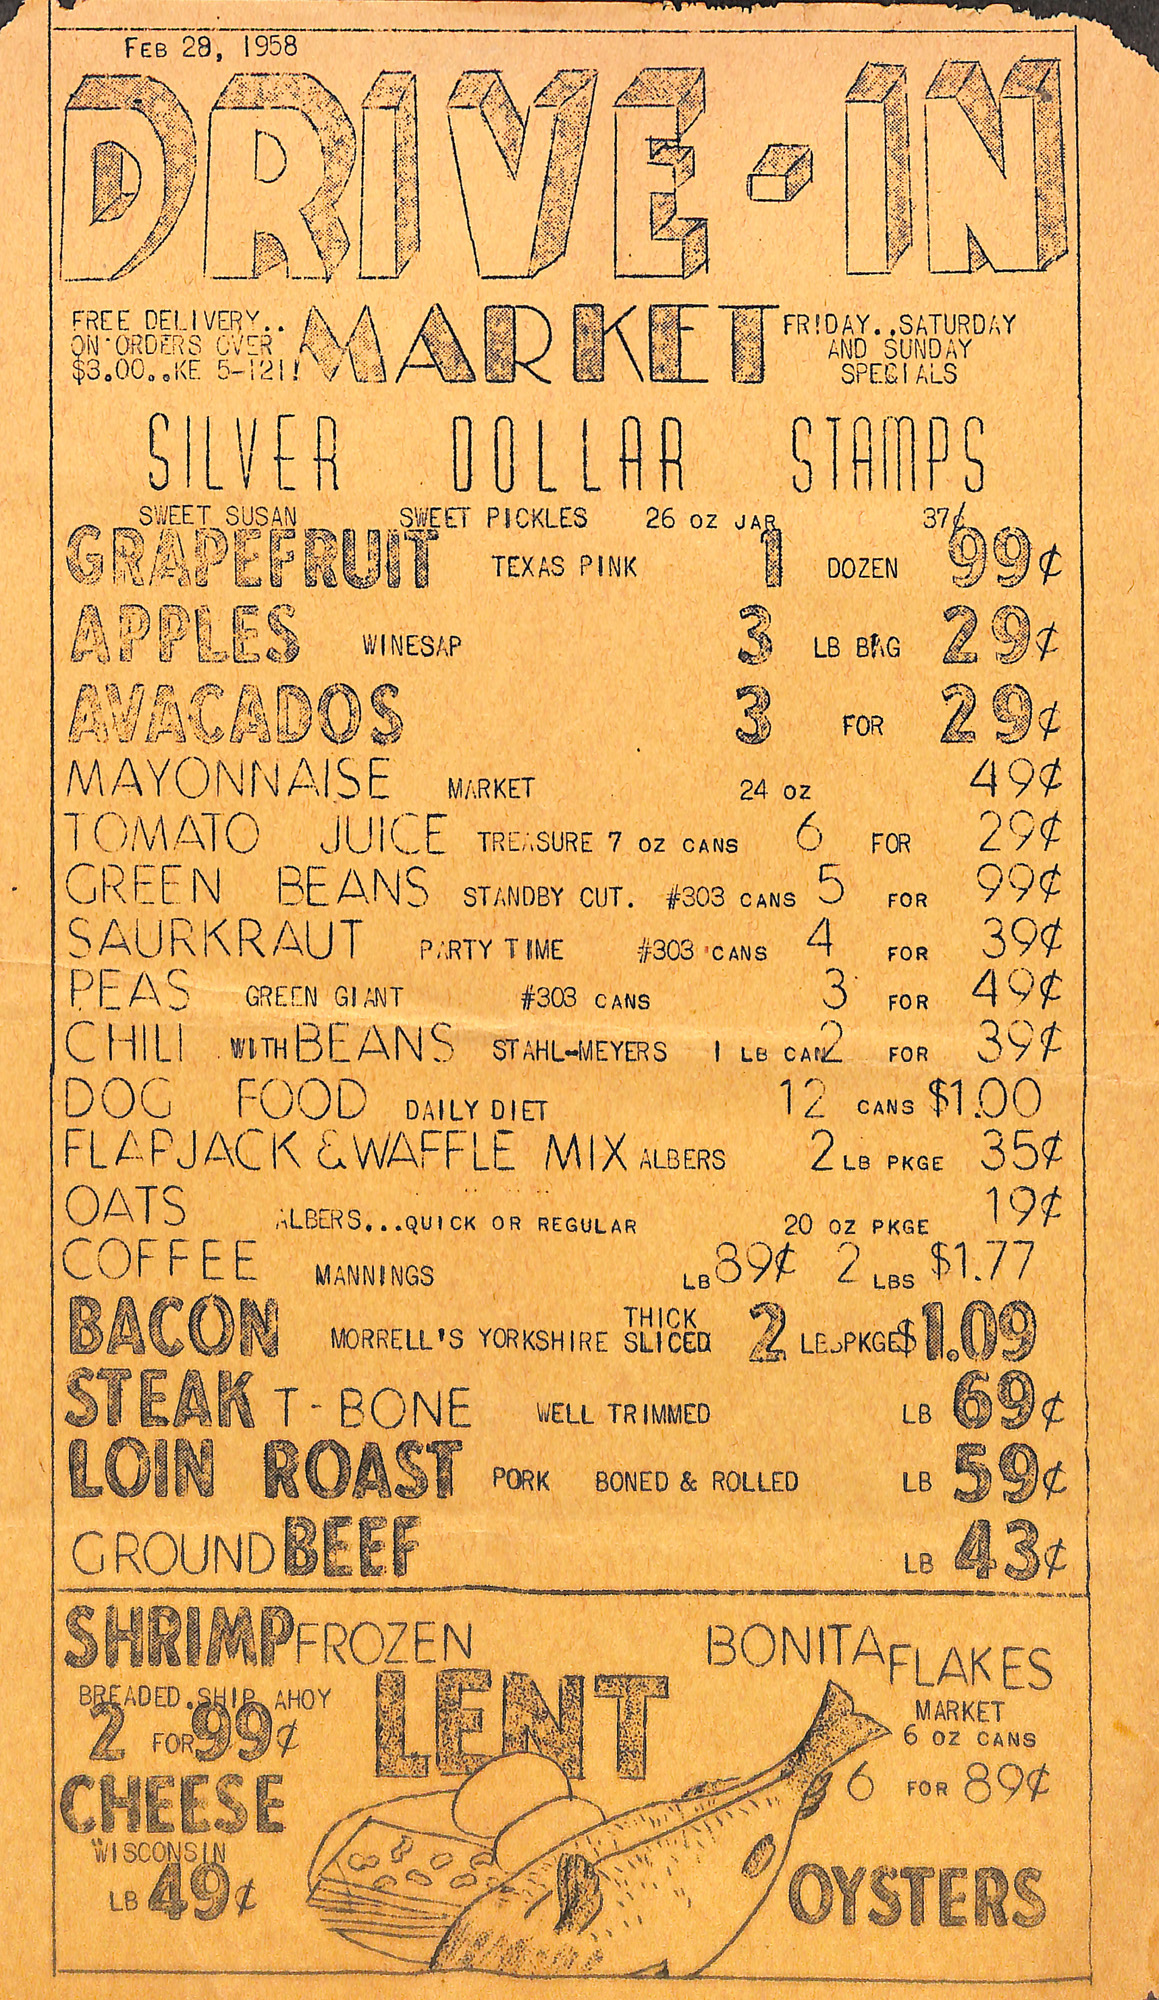 FEB 28, 1958
DRIVE-IN
FREE DELIVERY..
ON ORDERS OVER
$3.00..KE 5-1211
MARKET
FRIDAY..SATURDAY
AND SUNDAY
SPECIALS
SILVER DOLLAR STAMPS
SWEET SUSAN SWEET PICKLES 26 OZ JAR 37¢
GRAPEFRUIT TEXAS PINK 1 DOZEN 99¢
APPLES WINESAP 3 LB BAG 29¢
AVACADOS 3 FOR 29¢
MAYONNAISE MARKET 24 OZ 49¢
TOMATO JUICE TREASURE 7 OZ CANS 6 FOR 29¢
GREEN BEANS STANDBY CUT. #303 CANS 5 FOR 99¢
SAURKRAUT PARTY TIME #303 CANS 4 FOR 39¢
PEAS GREEN GIANT #303 CANS 3 FOR 49¢
CHILI WITH BEANS STAHL-MEYERS 1 LB CAN 2 FOR 39¢
DOG FOOD DAILY DIET 12 CANS $1.00
FLAPJACK & WAFFLE MIX ALBERS 2 LB PKGE 35¢
OATS ALBERS...QUICK OR REGULAR 20 OZ PKGE 19¢
COFFEE MANNINGS LB 89¢ 2 LBS $1.77
BACON MORRELL'S YORKSHIRE THICK SLICED 2 LB.PKGE $1.09
STEAK T-BONE WELL TRIMMED LB 69¢
LOIN ROAST PORK BONED & ROLLED LB 59¢
GROUND BEEF LB 43¢
SHRIMP FROZEN
BREADED.SHIP AHOY
2 FOR 99¢
CHEESE
WISCONSIN
LB 49¢
LENT
BONITA FLAKES
MARKET
6 OZ CANS
6 FOR 89¢
OYSTERS